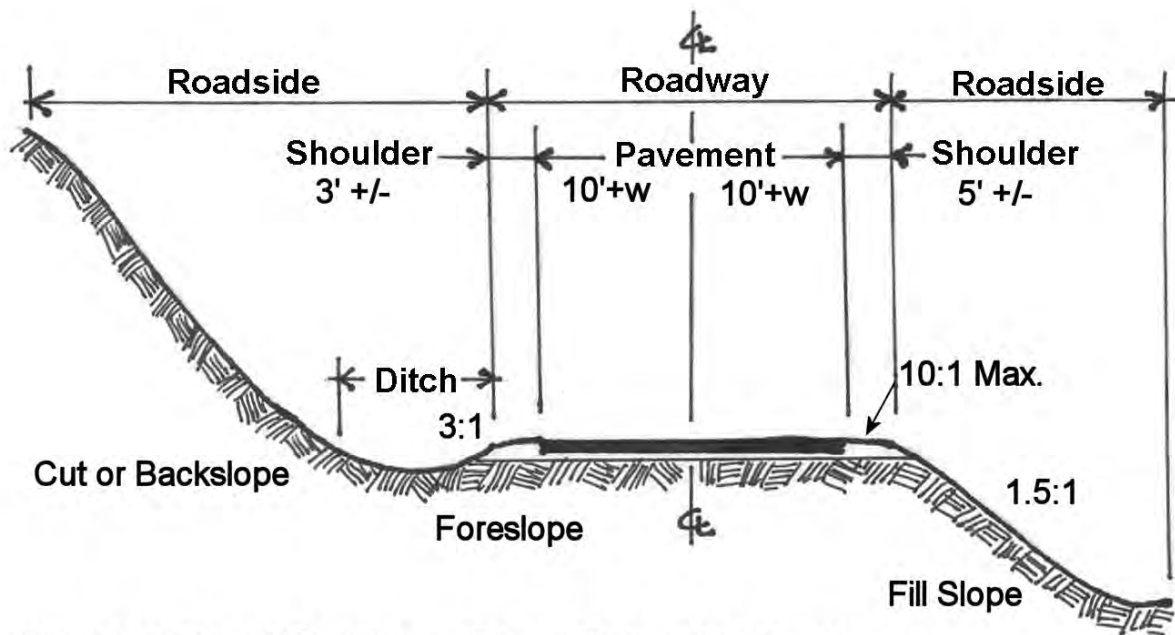 ℄
Roadside Roadway Roadside
Shoulder Pavement Shoulder
3' +/- 10'+w 10'+w 5' +/-
Ditch 10:1 Max.
3:1
Cut or Backslope
1.5:1
Foreslope
℄
Fill Slope